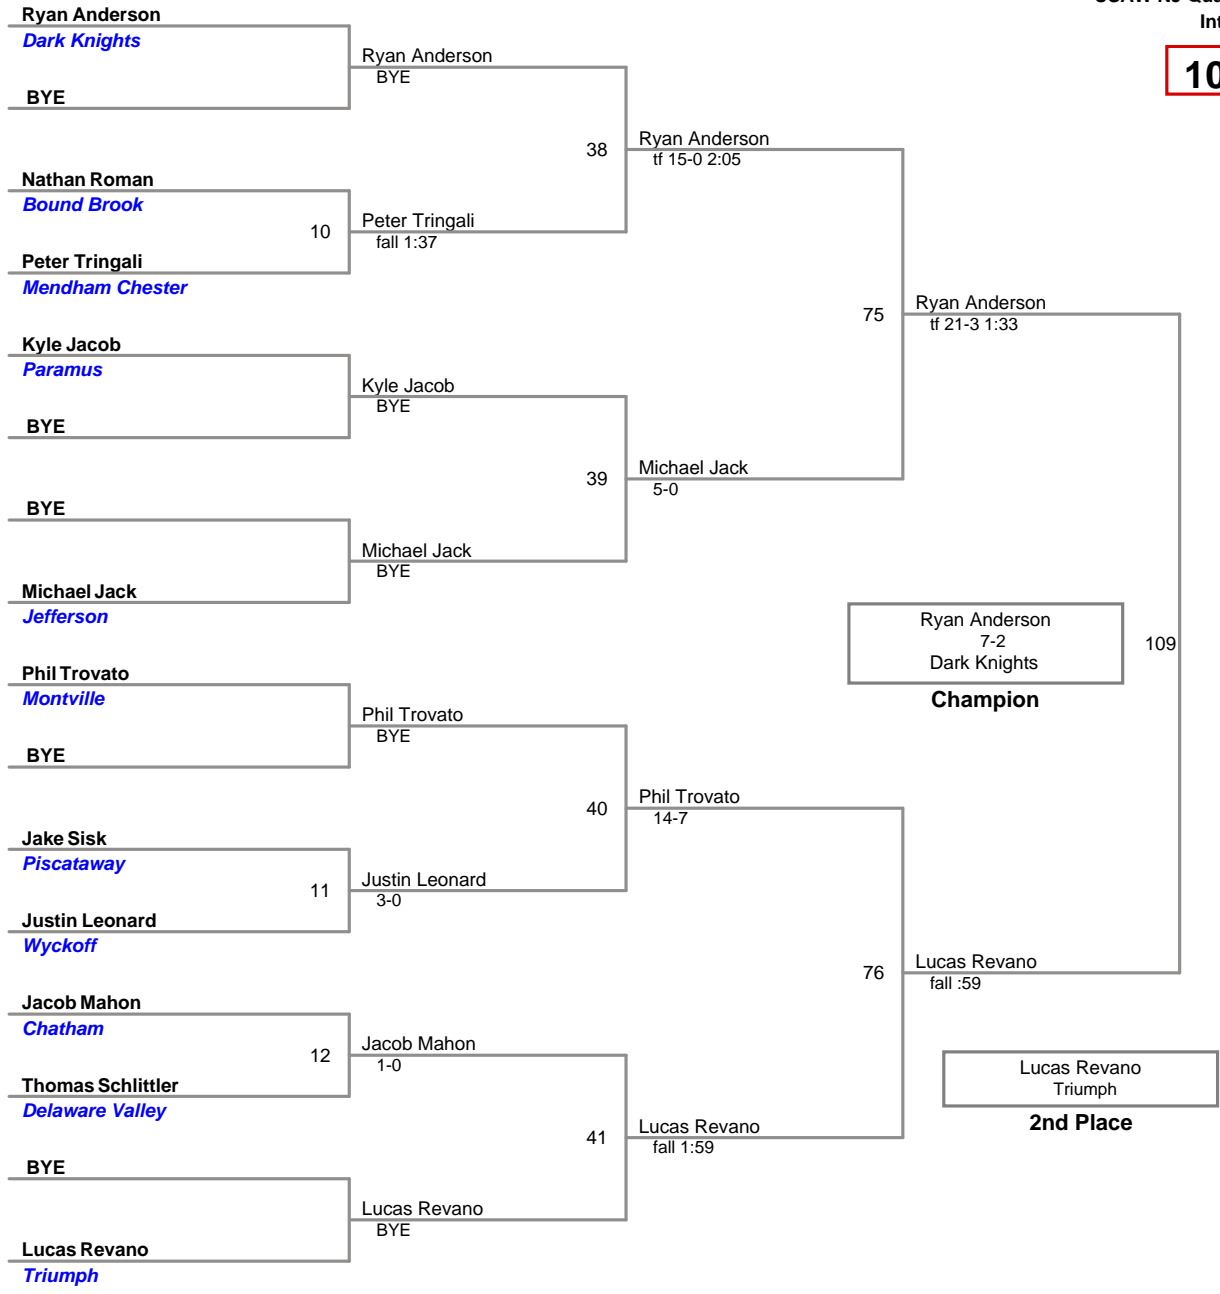 Ryan Anderson
Dark Knights
BYE
Nathan Roman
Bound Brook
10
Peter Tringali
Mendham Chester
Kyle Jacob
Paramus
BYE
BYE
Michael Jack
Jefferson
Phil Trovato
Montville
BYE
Jake Sisk
Piscataway
11
Justin Leonard
Wyckoff
Jacob Mahon
Chatham
12
Thomas Schlittler
Delaware Valley
BYE
Lucas Revano
Triumph
Ryan Anderson
BYE
38
Peter Tringali
fall 1:37
Kyle Jacob
BYE
39
Michael Jack
BYE
Phil Trovato
BYE
40
Justin Leonard
3-0
Jacob Mahon
1-0
41
Lucas Revano
BYE
Ryan Anderson
tf 15-0 2:05
75
Michael Jack
5-0
Phil Trovato
14-7
76
Lucas Revano
fall 1:59
Int
10
Ryan Anderson
tf 21-3 1:33
Ryan Anderson
7-2
Dark Knights
Champion
109
Lucas Revano
fall :59
Lucas Revano
Triumph
2nd Place